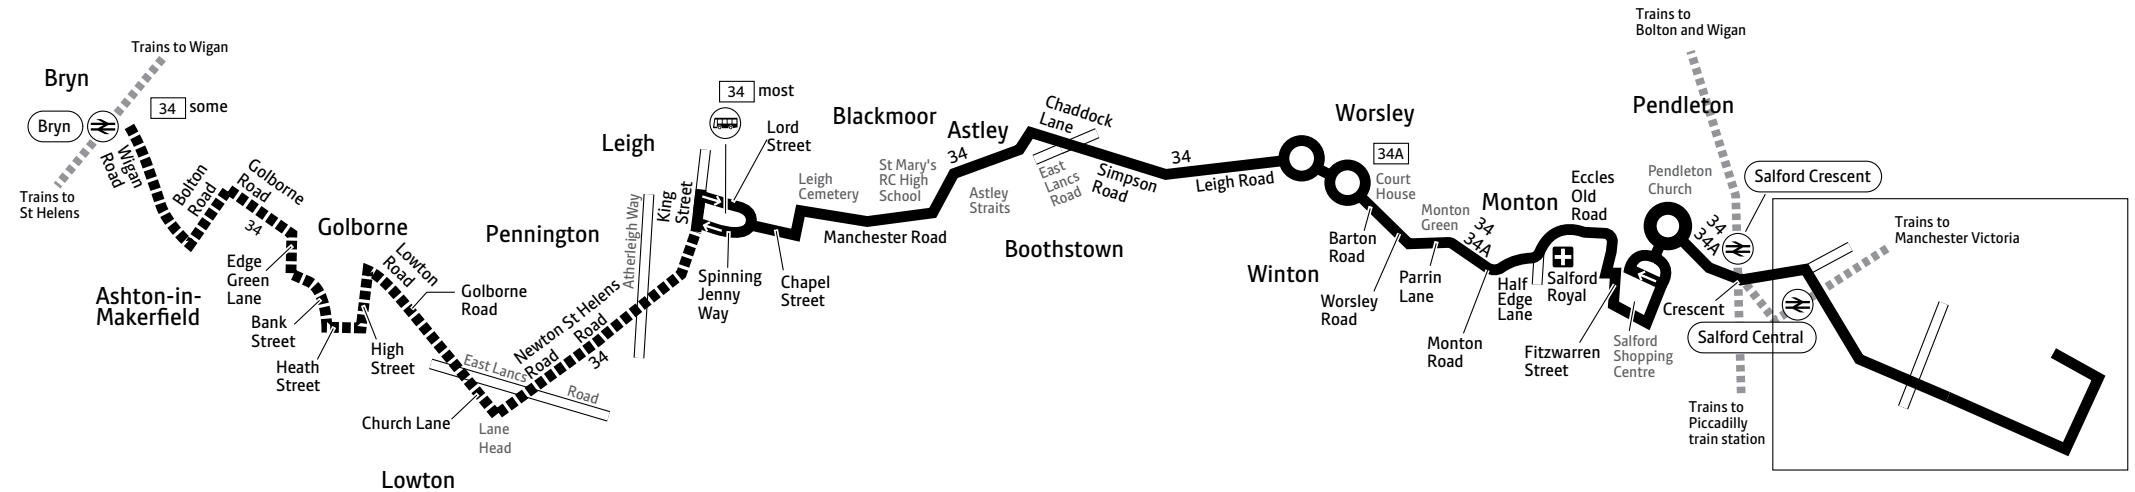 Trains to Wigan
Bryn
34 some
Bryn
Wigan
Road
Trains to
St Helens
Bolton
Road
Golborne
Road
34
Edge
Green
Lane
Ashton-in-
Makerfield
Bank
Street
Heath
Street
Golborne
Lowton
Road
Golborne
Road
High
Street
Church Lane
Lowton
Lane
Head
East Lancs
Road
Newton St Helens
Road
Road
34
Pennington
Atherleigh Way
Leigh
King
Street
34 most
Lord
Street
Spinning
Jenny
Way
Chapel
Street
Leigh
Cemetery
Blackmoor
St Mary's
RC High
School
Manchester Road
Astley
34
Astley
Straits
Boothstown
Chaddock
Lane
East
Lancs
Road
Simpson
Road
34
Leigh Road
Worsley
34A
Court
House
Barton
Road
Winton
Worsley
Road
Monton
Green
Parrin
Lane
34
34A
Monton
Monton
Road
Half
Edge
Lane
Eccles
Old
Road
Salford
Royal
Fitzwarren
Street
Salford
Shopping
Centre
Trains to
Bolton and Wigan
Pendleton
Pendleton
Church
34
34A
Salford Crescent
Crescent
Salford Central
Trains to
Manchester Victoria
Trains to
Piccadilly
train station